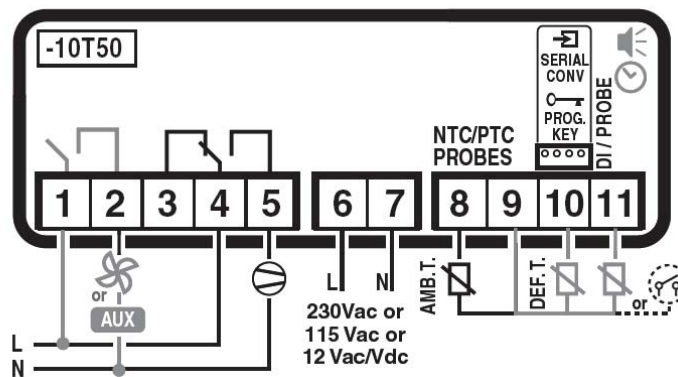 -10T50
SERIAL
CONV
PROG.
KEY
DI / PROBE
NTC/PTC
PROBES
1 2 3 4 5 6 7 8 9 10 11
or
AUX
L
N
L N
230Vac or
115 Vac or
12 Vac/Vdc
AMB.T.
DEF. T.
or